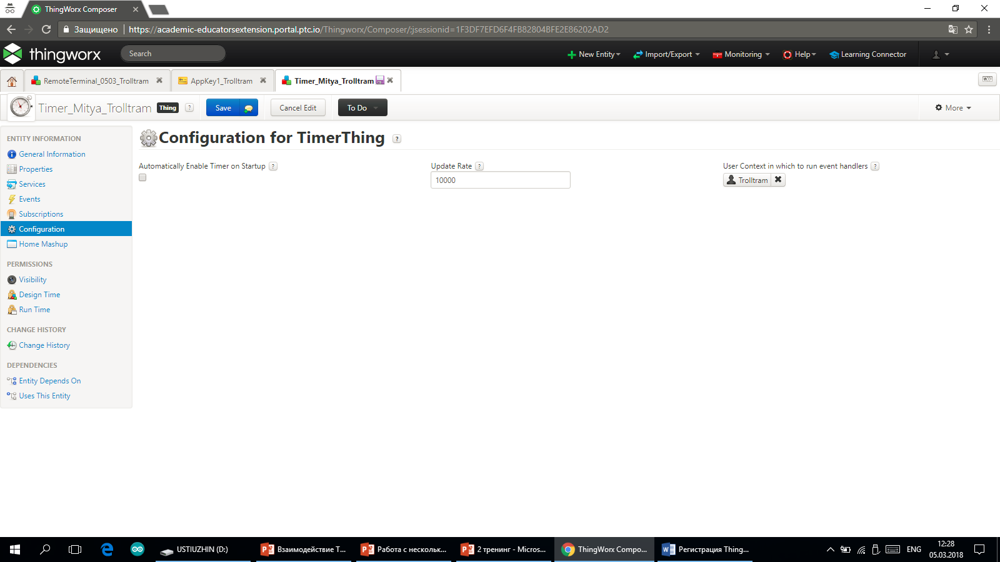 ThingWorx Composer
Защищено
https://academic-educatorsextension.portal.ptc.io/Thingworx/Composer/;jsessionid=1F3DF7EFD6F4FB82804BFE2E86202AD2
thingworx
Search
New Entity
Import/Export
Monitoring
Help
Learning Connector
RemoteTerminal_0503_Trolltram
AppKey1_Trolltram
Timer_Mitya_Trolltram
Timer_Mitya_Trolltram Thing ?
Save
Cancel Edit
To Do
More
ENTITY INFORMATION
General Information
Properties
Services
Events
Subscriptions
Configuration
Home Mashup
PERMISSIONS
Visibility
Design Time
Run Time
CHANGE HISTORY
Change History
DEPENDENCIES
Entity Depends On
Uses This Entity
Configuration for TimerThing ?
Automatically Enable Timer on Startup ?
Update Rate ?
10000
User Context in which to run event handlers ?
Trolltram
USTIUZHIN (D:)
Взаимодействие T...
Работа с нескольк...
2 тренинг - Micros...
ThingWorx Compo...
Регистрация Thing...
ENG
12:28
05.03.2018